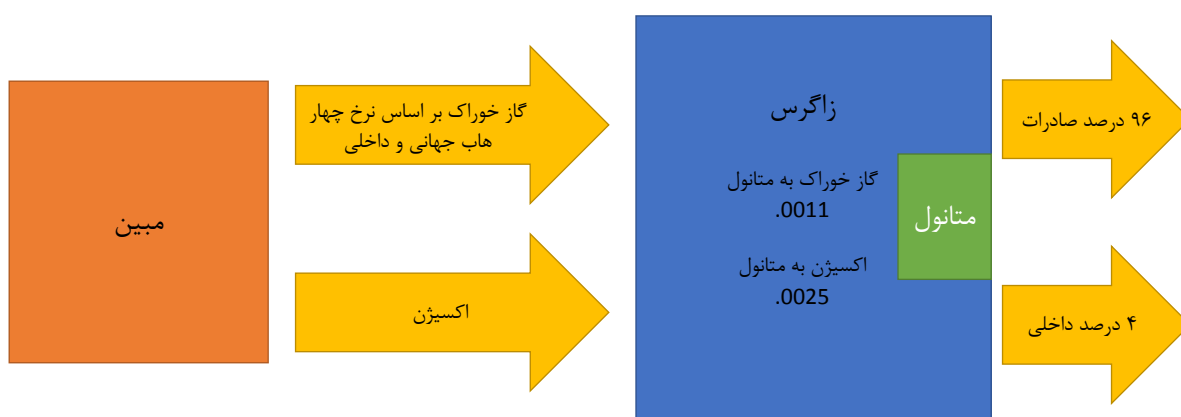 مبین
گاز خوراک بر اساس نرخ چهار
هاب جهانی و داخلی
اکسیژن
زاگرس
گاز خوراک به متانول
.0011
اکسیژن به متانول
.0025
متانول
۹۶ درصد صادرات
۴ درصد داخلی